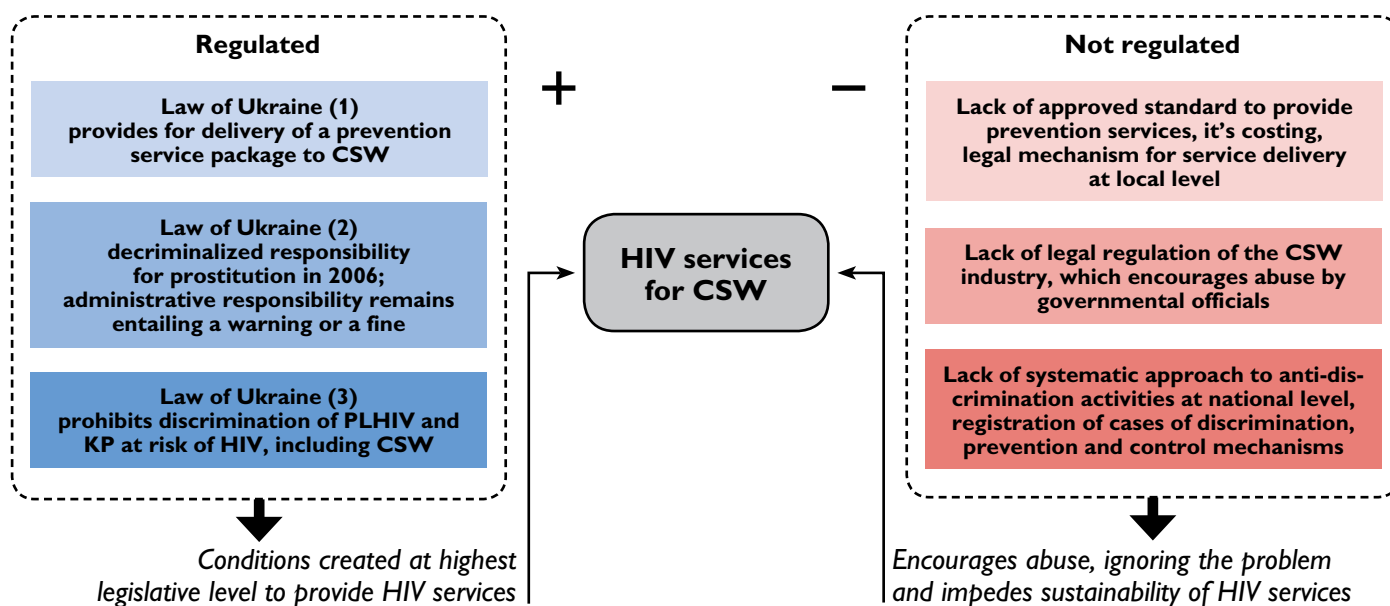 Regulated
Law of Ukraine (1)
provides for delivery of a prevention
service package to CSW
Law of Ukraine (2)
decriminalized responsibility
for prostitution in 2006;
administrative responsibility remains
entailing a warning or a fine
Law of Ukraine (3)
prohibits discrimination of PLHIV and
KP at risk of HIV, including CSW
Conditions created at highest
legislative level to provide HIV services
+
−
HIV services
for CSW
Not regulated
Lack of approved standard to provide
prevention services, it’s costing,
legal mechanism for service delivery
at local level
Lack of legal regulation of the CSW
industry, which encourages abuse by
governmental officials
Lack of systematic approach to anti-dis-
crimination activities at national level,
registration of cases of discrimination,
prevention and control mechanisms
Encourages abuse, ignoring the problem
and impedes sustainability of HIV services